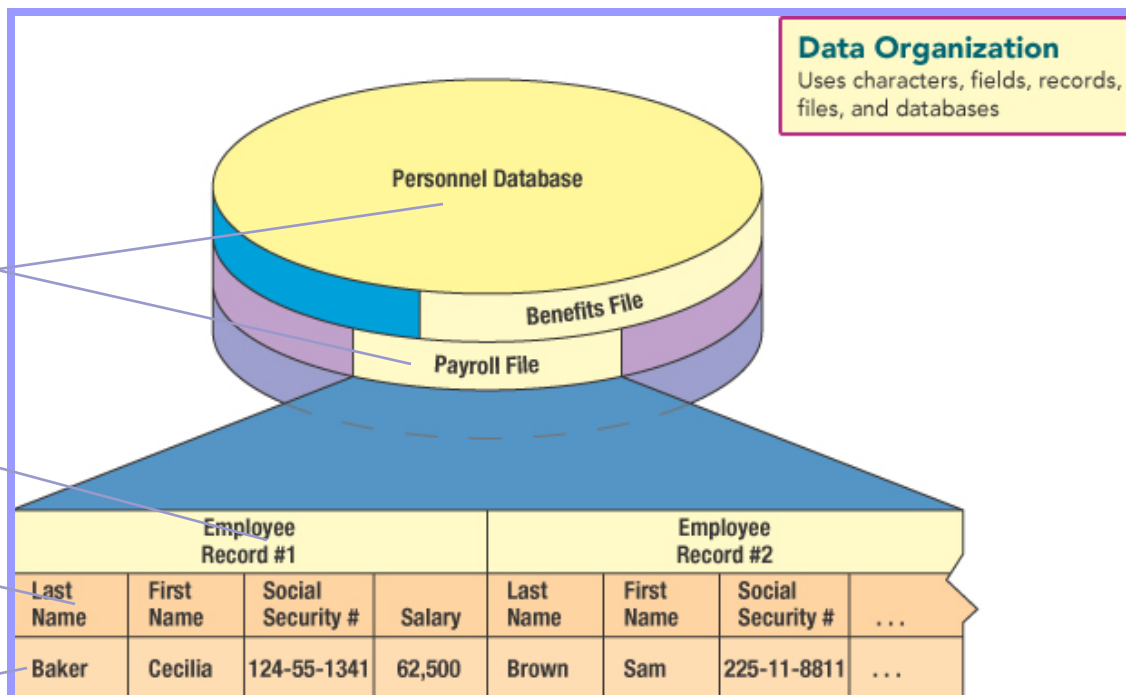 Data Organization
Uses characters, fields, records,
files, and databases
Personnel Database
Benefits File
Payroll File
Employee
Record #1
Employee
Record #2
Last
Name
First
Name
Social
Security #
Salary
Last
Name
First
Name
Social
Security #
. . .
Baker
Cecilia
124-55-1341
62,500
Brown
Sam
225-11-8811
. . .